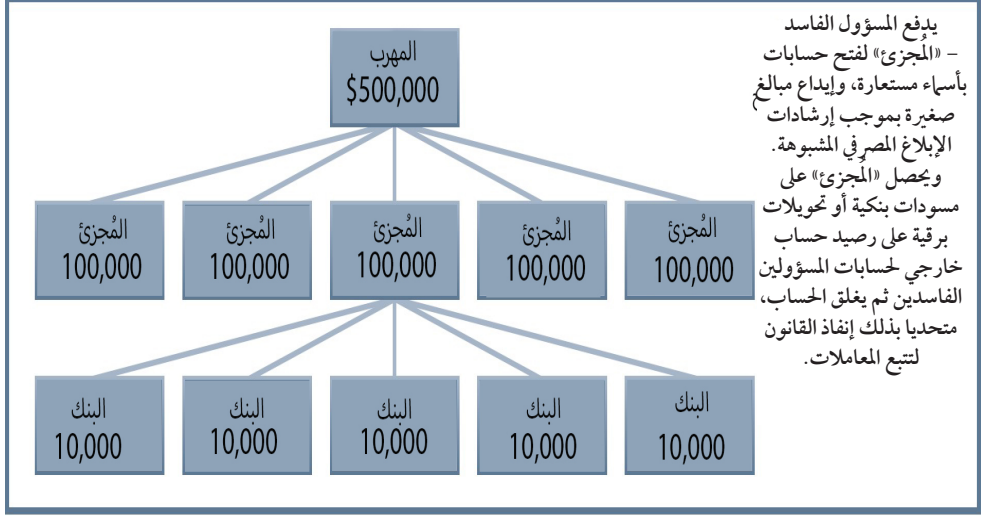 يدفع المسؤول الفاسد
– «المُجزئ» لفتح حسابات
بأسماء مستعارة، وإيداع مبالغ
صغيرة بموجب إرشادات
الإبلاغ المصرفي المشبوهة.
ويحصل «المُجزئ» على
مسودات بنكية أو تحويلات
برقية على رصيد حساب
خارجي لحسابات المسؤولين
الفاسدين ثم يغلق الحساب،
متحديا بذلك إنفاذ القانون
لتتبع المعاملات.
المهرب
$500,000
المُجزئ
100,000
المُجزئ
100,000
المُجزئ
100,000
المُجزئ
100,000
المُجزئ
100,000
البنك
10,000
البنك
10,000
البنك
10,000
البنك
10,000
البنك
10,000